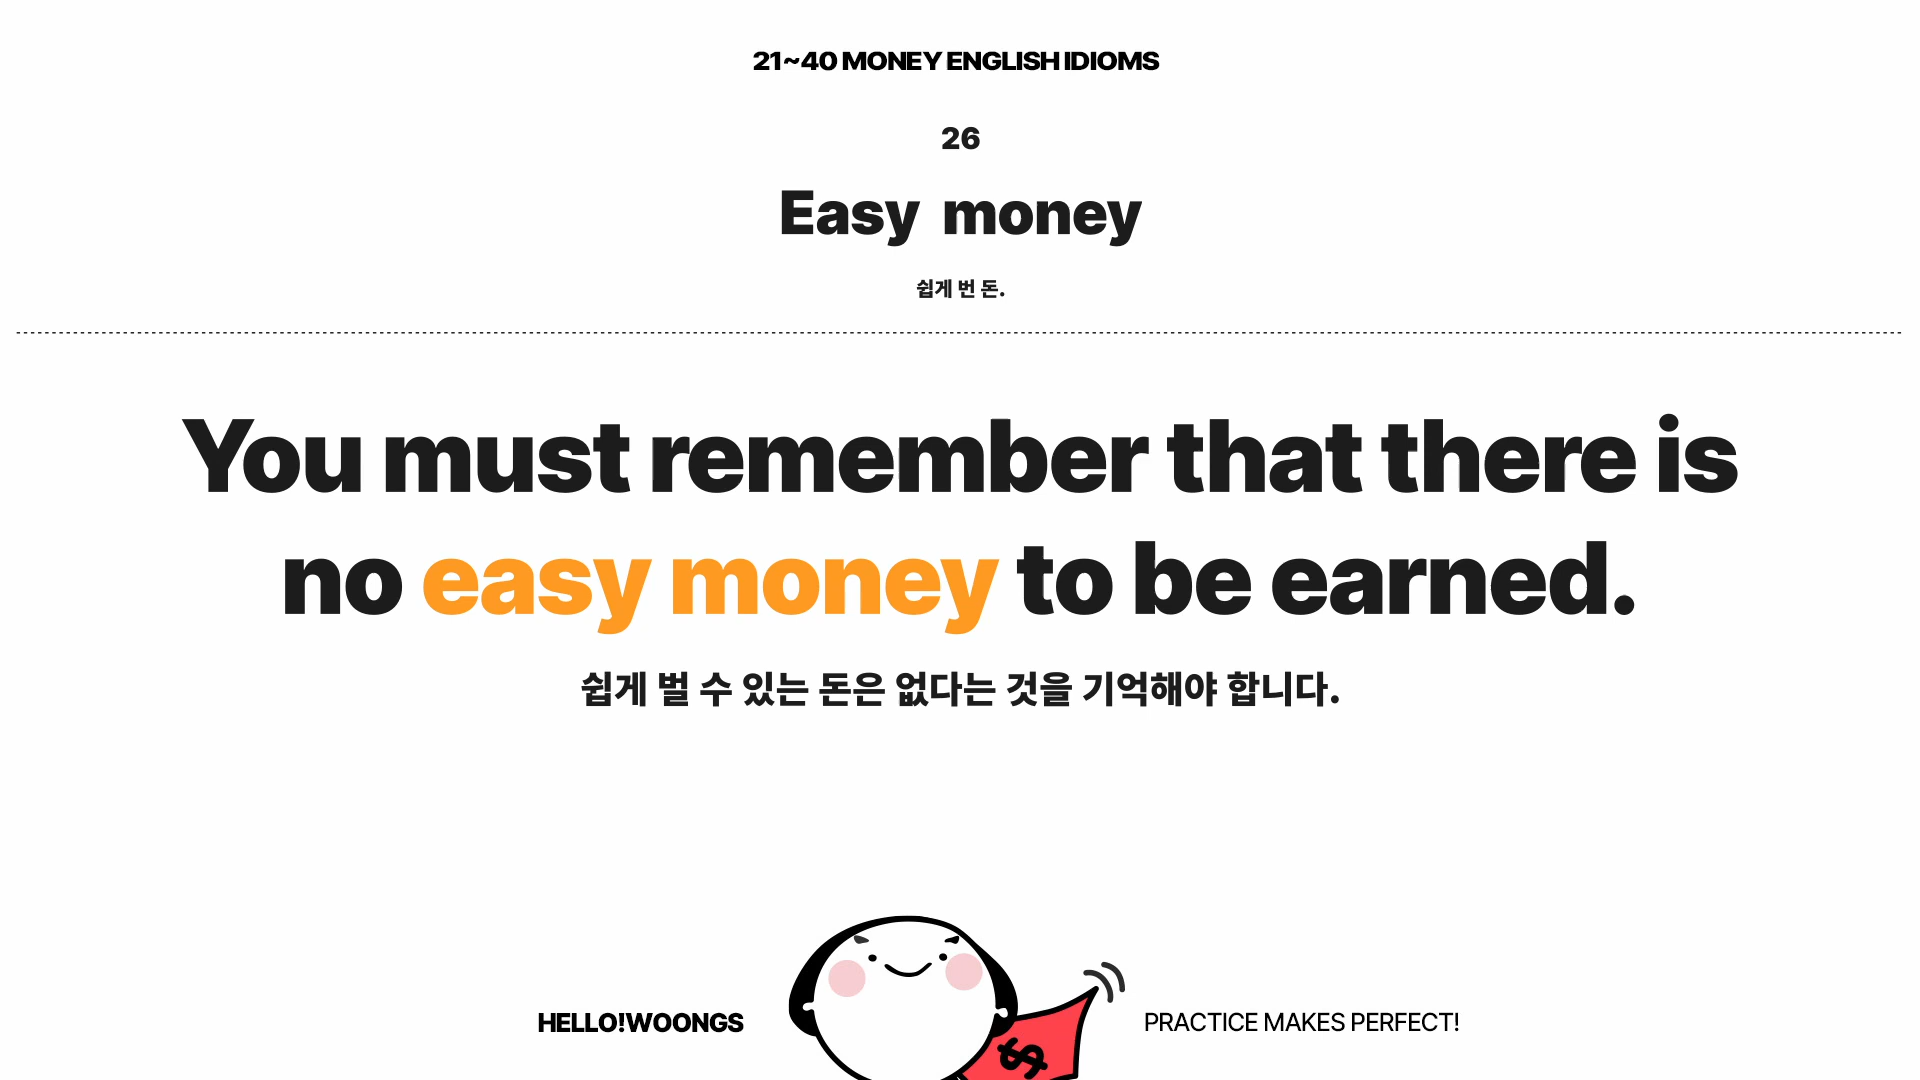 21~40 MONEY ENGLISH IDIOMS
26
Easy money
쉽게 번 돈.
You must remember that there is
no easy money to be earned.
쉽게 벌 수 있는 돈은 없다는 것을 기억해야 합니다.
HELLO!WOONGS
$
PRACTICE MAKES PERFECT!